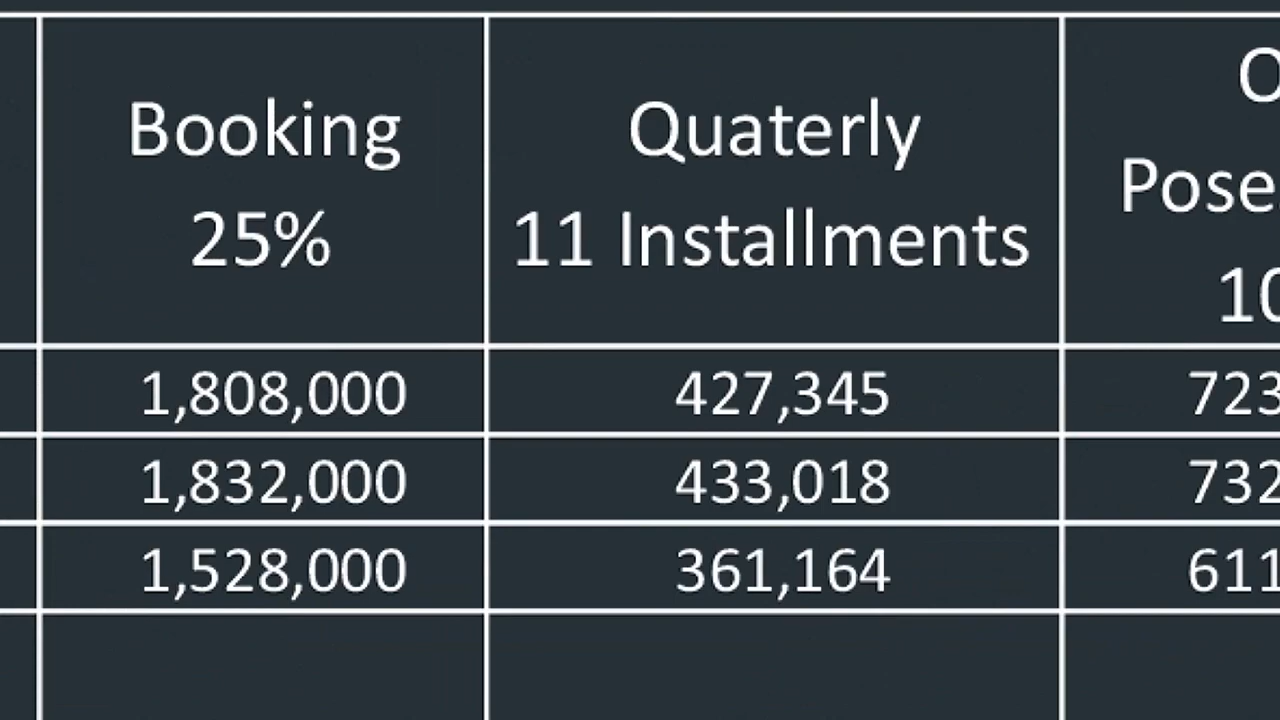 Booking
25%
Quaterly
11 Installments
1,808,000 427,345
1,832,000 433,018
1,528,000 361,164